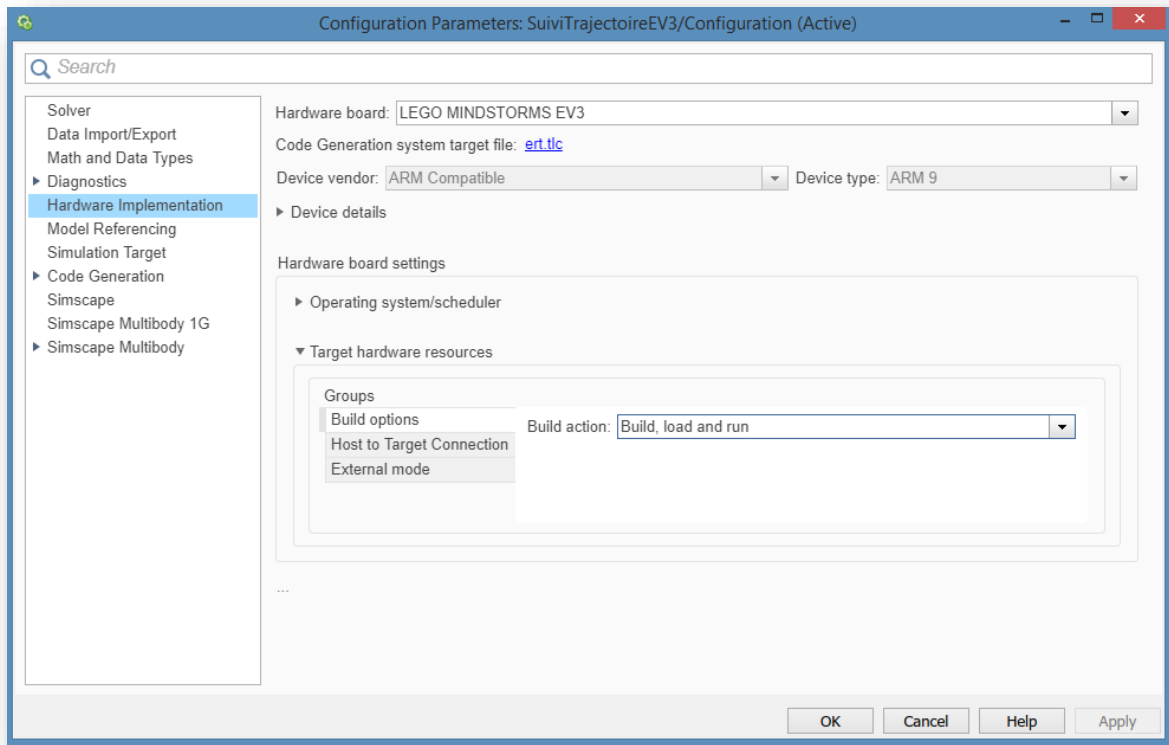 Configuration Parameters: SuiviTrajectoireEV3/Configuration (Active)
Search
Solver
Data Import/Export
Math and Data Types
Diagnostics
Hardware Implementation
Model Referencing
Simulation Target
Code Generation
Simscape
Simscape Multibody 1G
Simscape Multibody
Hardware board: LEGO MINDSTORMS EV3
Code Generation system target file: ert.tlc
Device vendor: ARM Compatible Device type: ARM 9
Device details
Hardware board settings
Operating system/scheduler
Target hardware resources
Groups
Build options
Host to Target Connection
External mode
Build action: Build, load and run
...
OK Cancel Help Apply